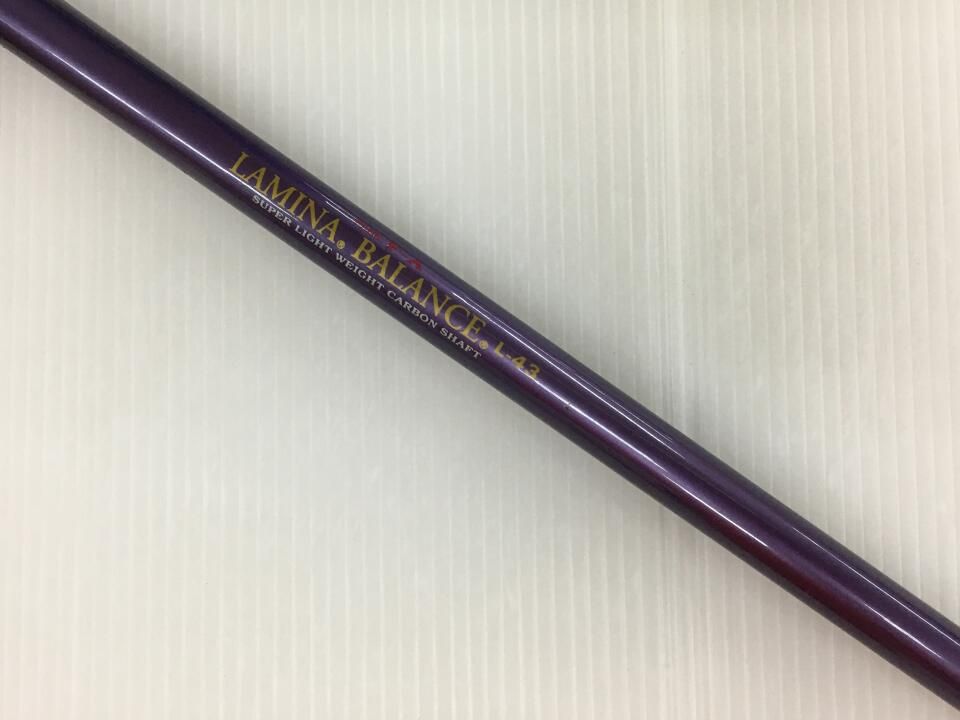 LAMINA® BALANCE® L-43
SUPER LIGHT WEIGHT CARBON SHAFT